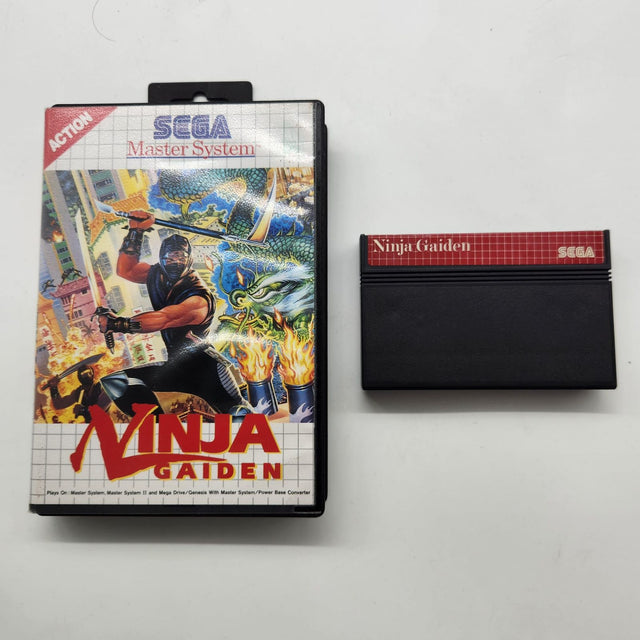 ACTION
SEGA
Master System
NINJA
GAIDEN
Plays On: Master System, Master System II and Mega Drive/Genesis With Master System/Power Base Converter
Ninja Gaiden
SEGA